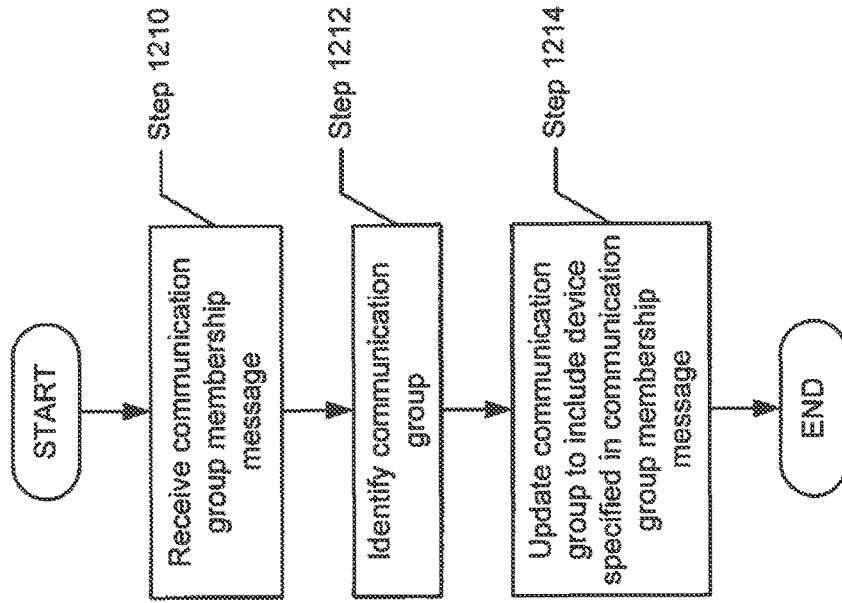 START
Receive communication
group membership
message
Step 1210
Identify communication
group
Step 1212
Update communication
group to include device
specified in communication
group membership
message
Step 1214
END